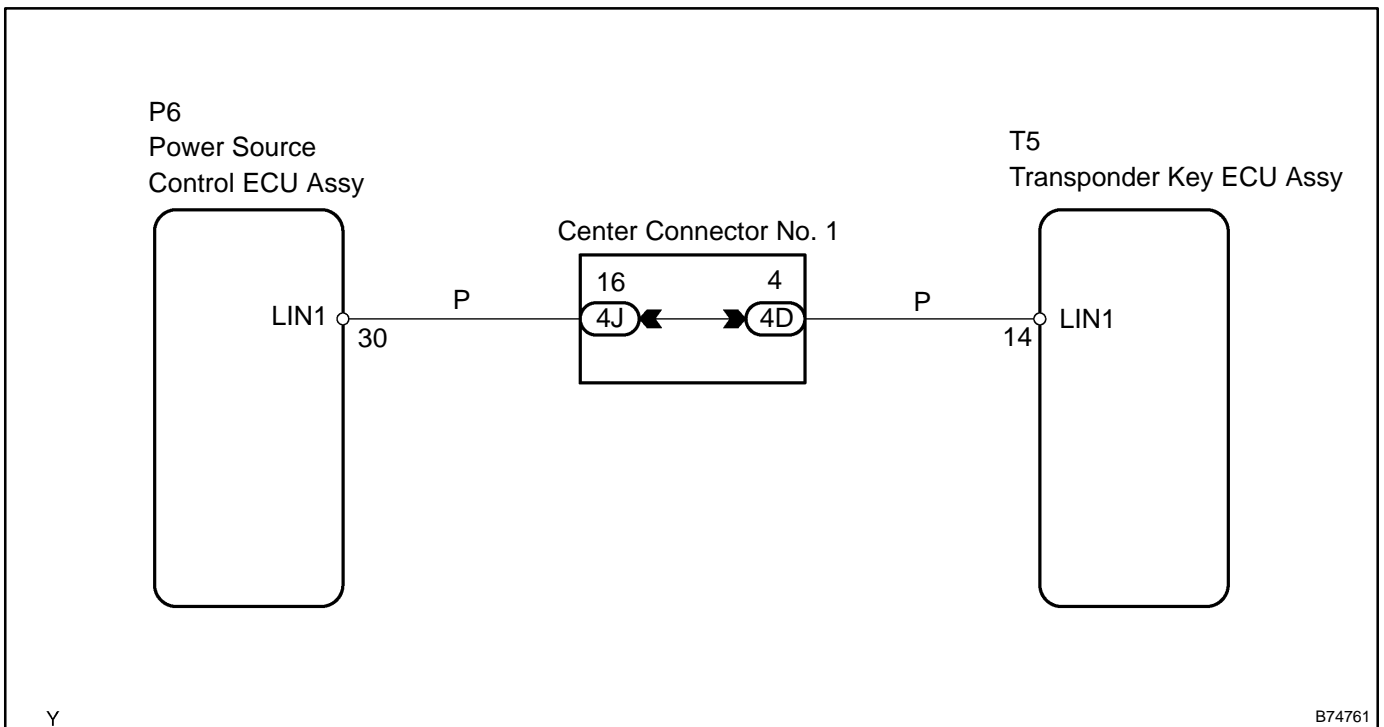 P6
Power Source
Control ECU Assy
T5
Transponder Key ECU Assy
Center Connector No. 1
16
4
LIN1
P
4J
4D
P
LIN1
30
14
Y
B74761